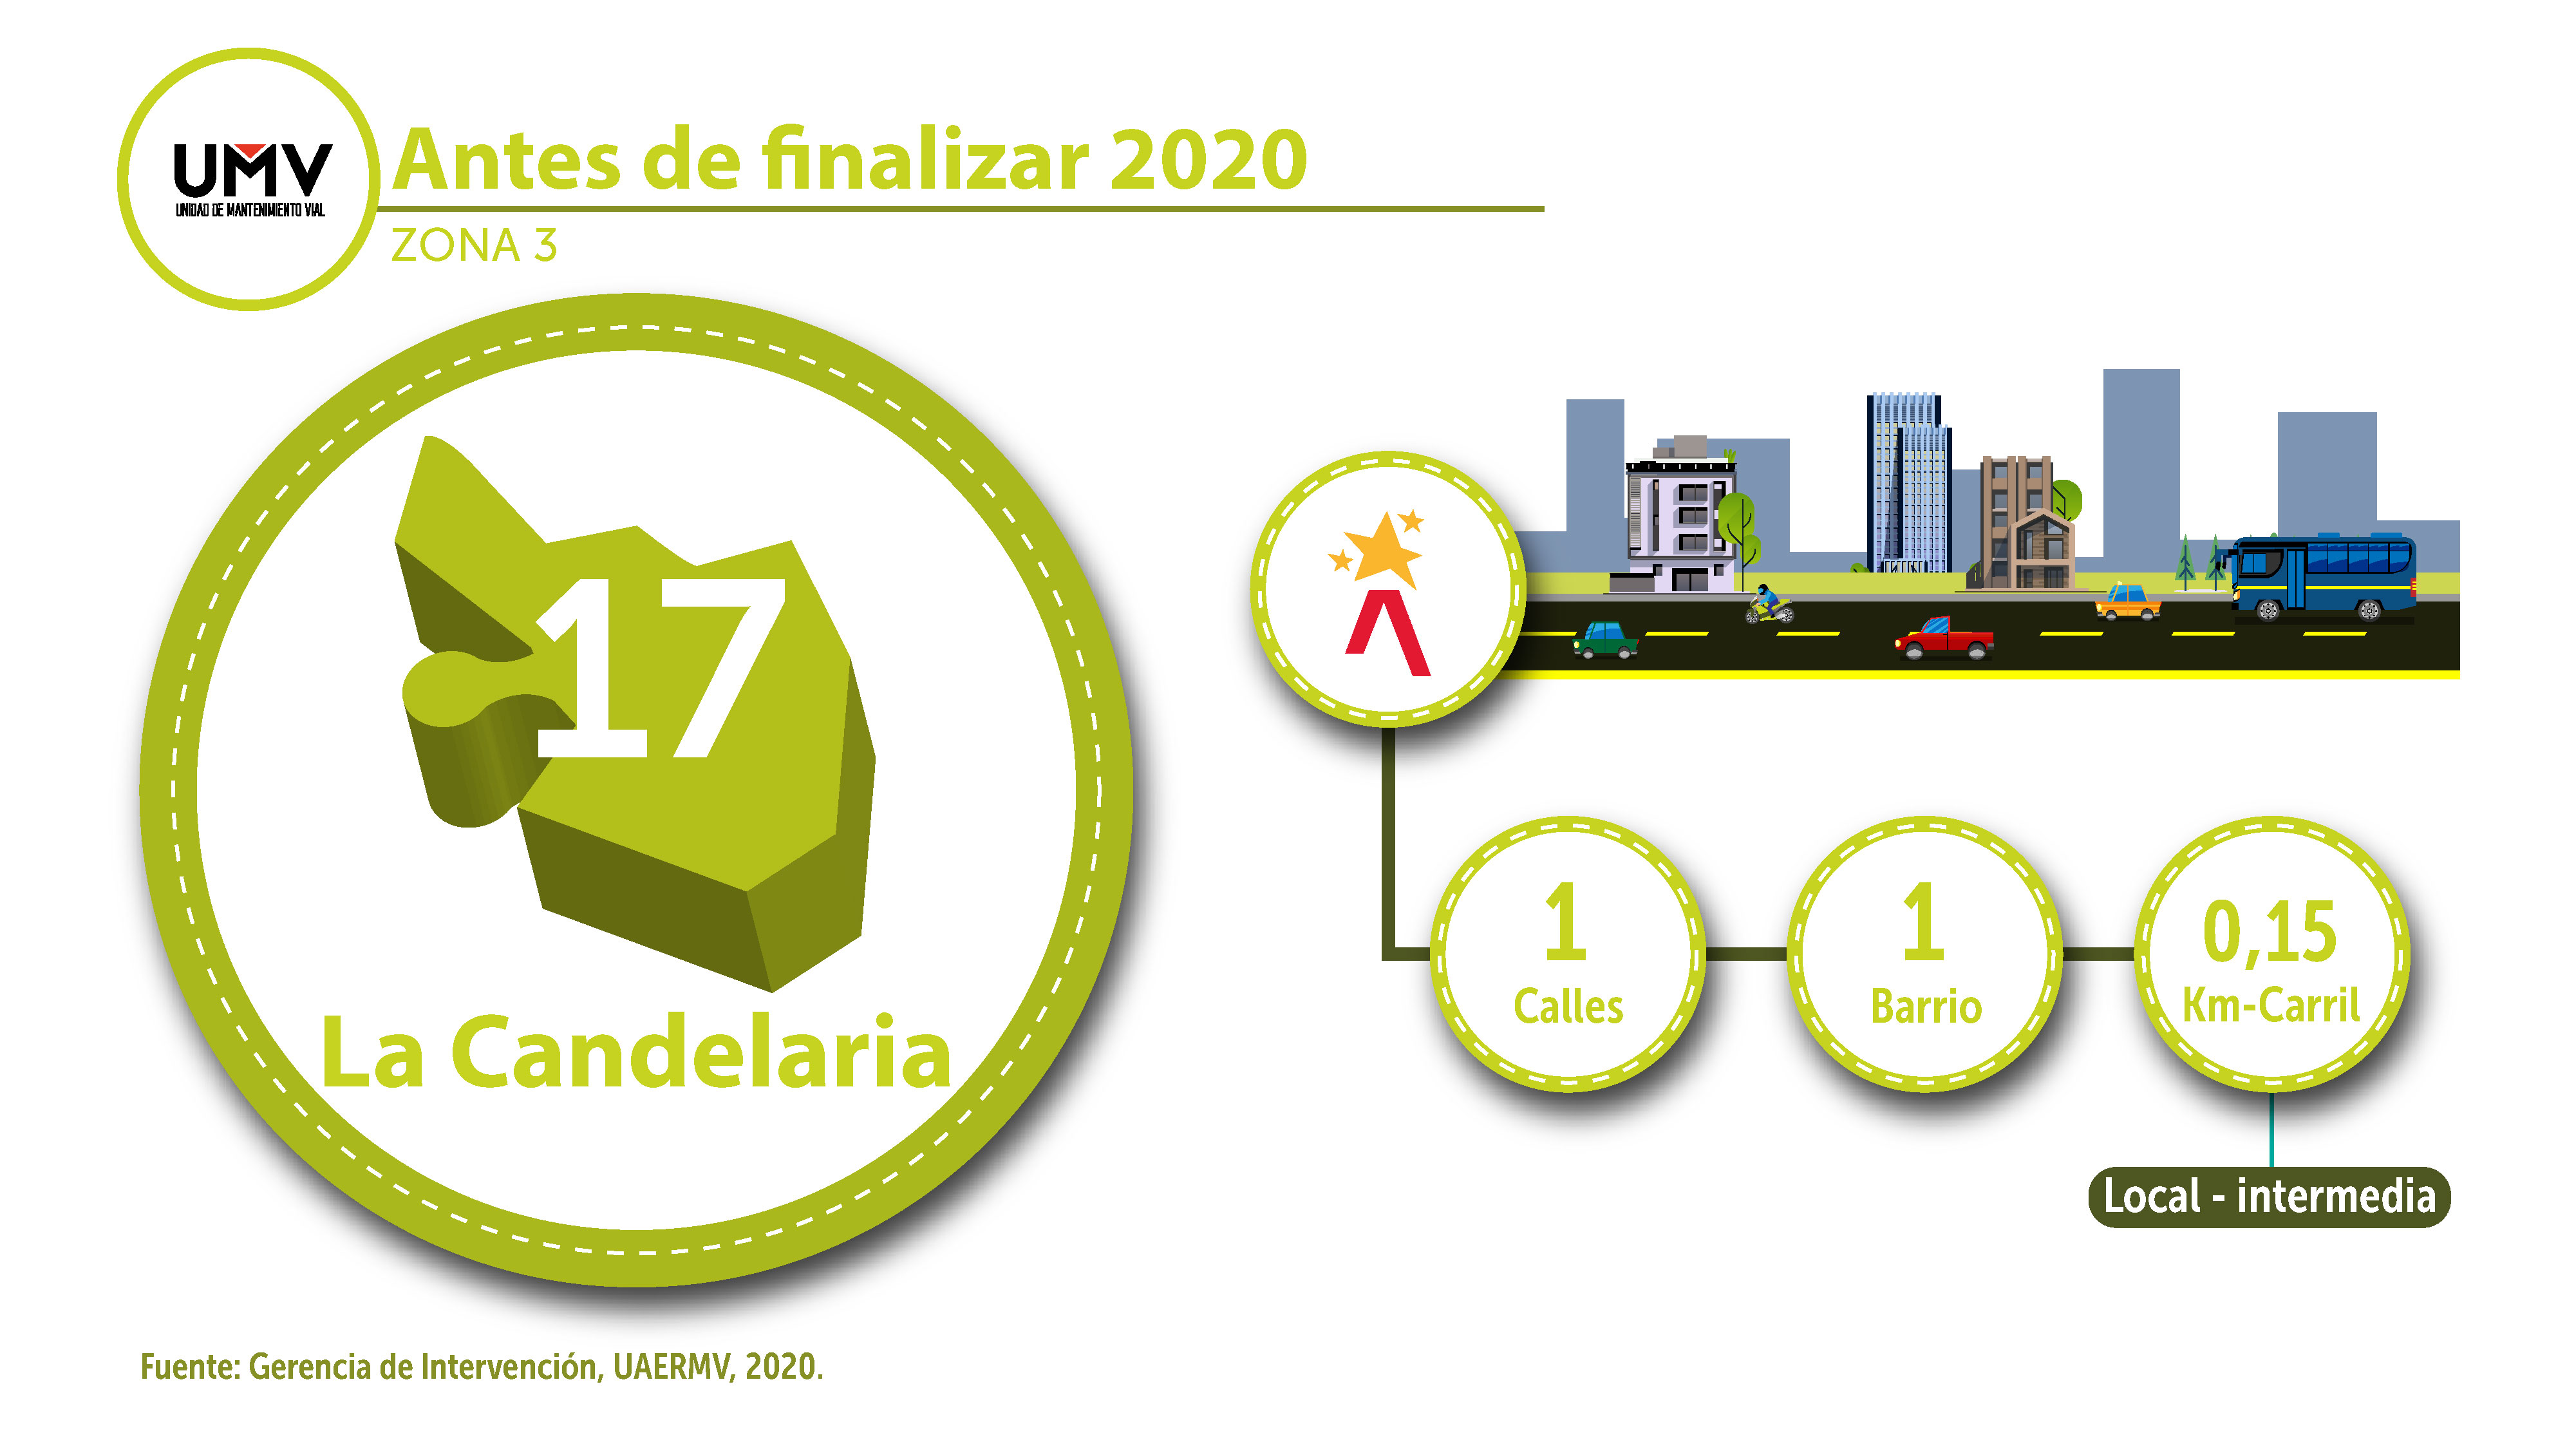 UMV
UNIDAD DE MANTENIMIENTO VIAL
Antes de finalizar 2020
ZONA 3
17
La Candelaria
1
Calles
1
Barrio
0,15
Km-Carril
Local - intermedia
Fuente: Gerencia de Intervención, UAERMV, 2020.